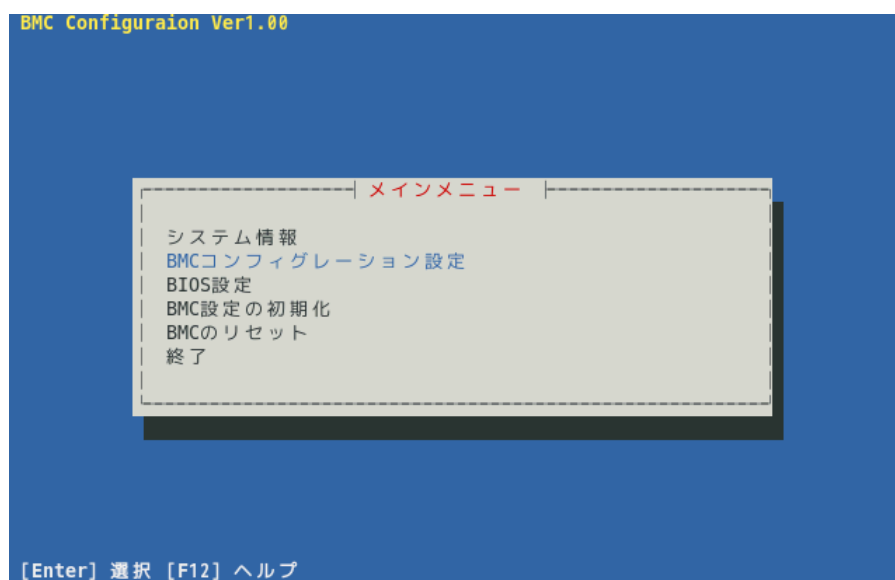 BMC Configuraion Ver1.00
メインメニュー
システム情報
BMCコンフィグレーション設定
BIOS設定
BMC設定の初期化
BMCのリセット
終了
[Enter] 選択 [F12] ヘルプ